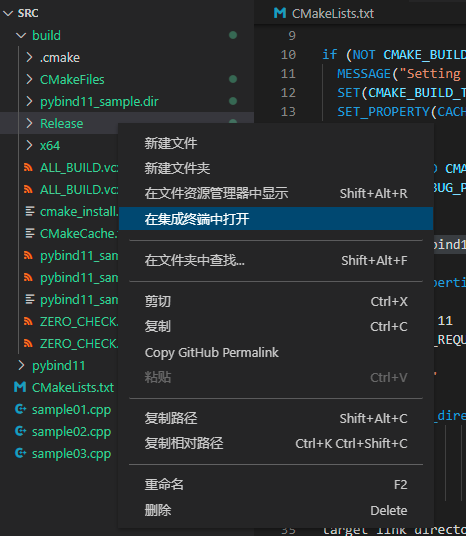 SRC
build
.cmake
CMakeFiles
pybind11_sample.dir
Release
x64
ALL_BUILD.vc
ALL_BUILD.vc
cmake_install.
CMakeCache.
pybind11_sam
pybind11_sam
pybind11_sam
ZERO_CHECK.
ZERO_CHECK.
pybind11
CMakeLists.txt
sample01.cpp
sample02.cpp
sample03.cpp
CMakeLists.txt
9
10 if (NOT CMAKE_BUILD
11 MESSAGE("Setting
12 SET(CMAKE_BUILD_T
13 SET_PROPERTY(CACH
D CMA
BUG_P
bind1
perti
11
_REQU
"
_dire
35 target_link_directo
新建文件
新建文件夹
在文件资源管理器中显示 Shift+Alt+R
在集成终端中打开
在文件夹中查找... Shift+Alt+F
剪切 Ctrl+X
复制 Ctrl+C
Copy GitHub Permalink
粘贴 Ctrl+V
复制路径 Shift+Alt+C
复制相对路径 Ctrl+K Ctrl+Shift+C
重命名 F2
删除 Delete